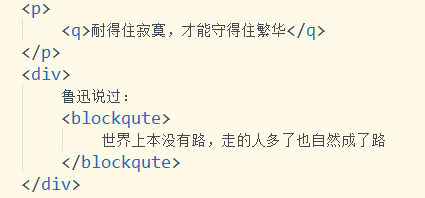 <p>
<q>耐得住寂寞，才能守得住繁华</q>
</p>
<div>
鲁迅说过：
<blockqute>
世界上本没有路，走的人多了也自然成了路
</blockqute>
</div>